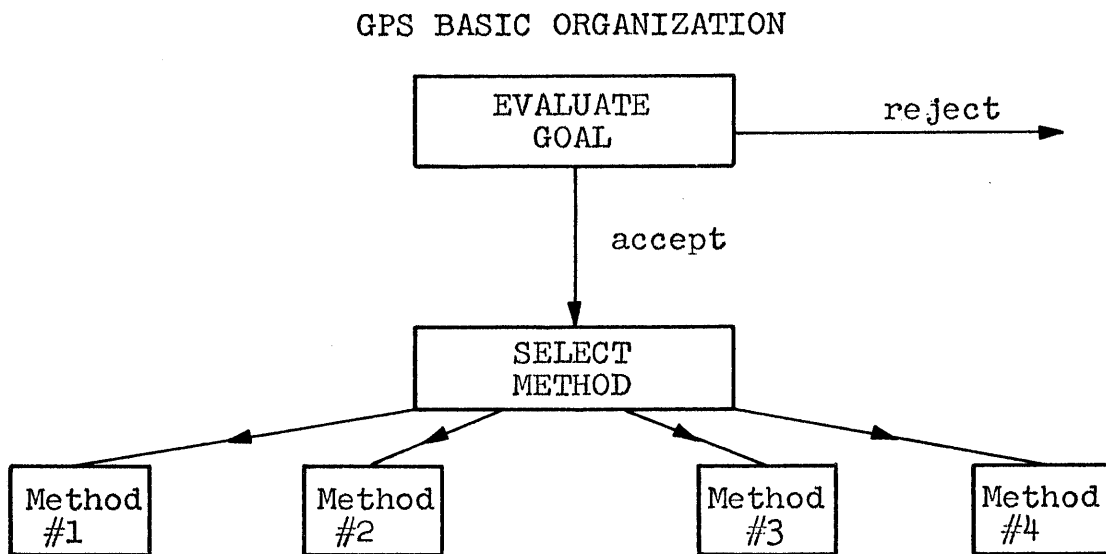 GPS BASIC ORGANIZATION
EVALUATE
GOAL
reject
accept
SELECT
METHOD
Method
#1
Method
#2
Method
#3
Method
#4